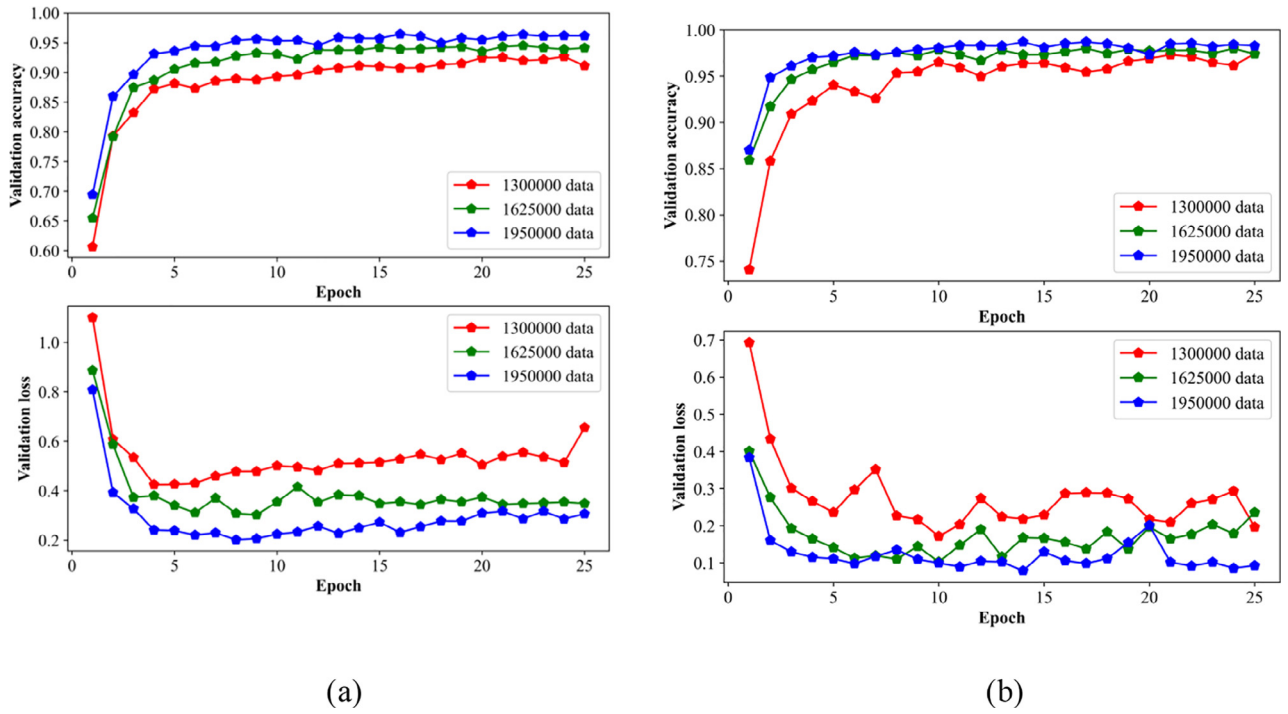 1.00
0.95
0.90
0.85
0.80
0.75
0.70
0.65
0.60
Validation accuracy
1300000 data
1625000 data
1950000 data
0 5 10 15 20 25
Epoch
1.0
0.8
0.6
0.4
0.2
Validation loss
1300000 data
1625000 data
1950000 data
0 5 10 15 20 25
Epoch
(a)
1.00
0.95
0.90
0.85
0.80
0.75
Validation accuracy
1300000 data
1625000 data
1950000 data
0 5 10 15 20 25
Epoch
0.7
0.6
0.5
0.4
0.3
0.2
0.1
Validation loss
1300000 data
1625000 data
1950000 data
0 5 10 15 20 25
Epoch
(b)